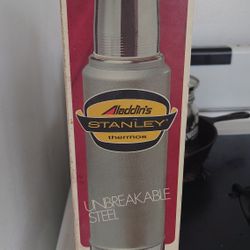 Aladdin's
STANLEY
thermos
UNBREAKABLE
STEEL